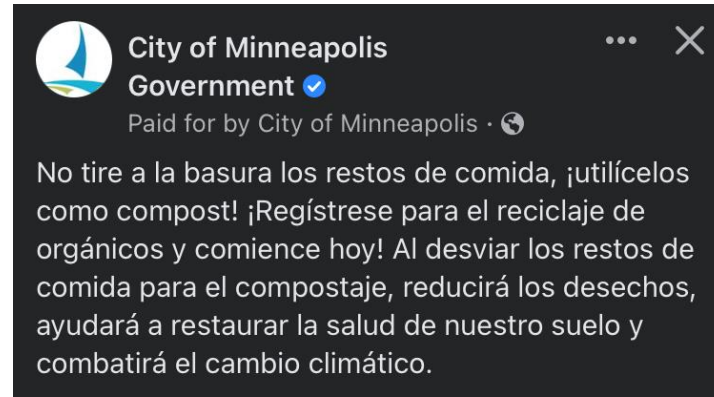 City of Minneapolis
Government
Paid for by City of Minneapolis ·
No tire a la basura los restos de comida, ¡utilícelos
como compost! ¡Regístrese para el reciclaje de
orgánicos y comience hoy! Al desviar los restos de
comida para el compostaje, reducirá los desechos,
ayudará a restaurar la salud de nuestro suelo y
combatirá el cambio climático.